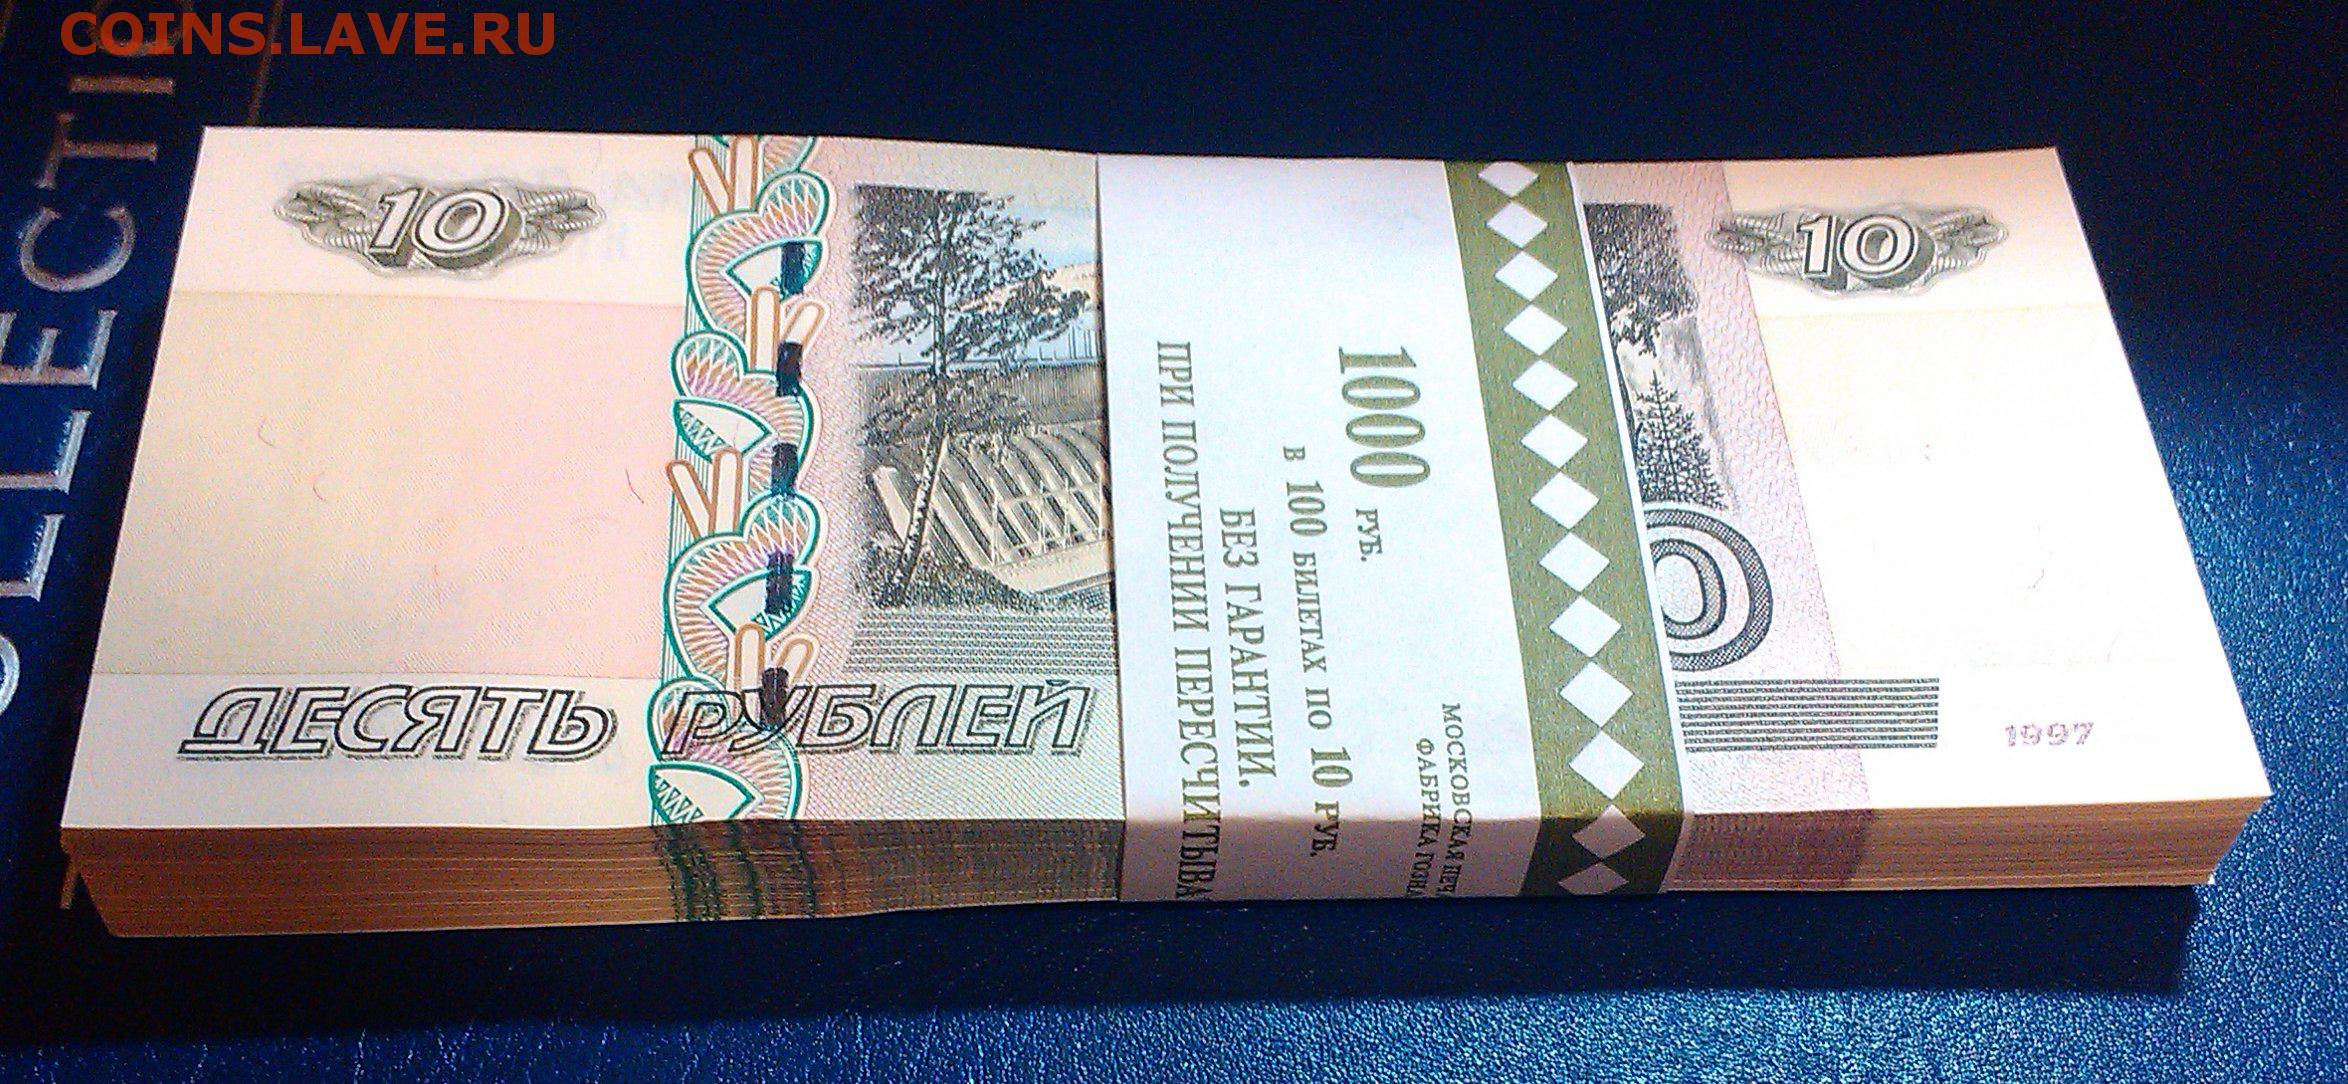 COINS.LAVE.RU
10
10
ДЕСЯТЬ РУБЛЕЙ
1997
МОСКОВСКАЯ ПЕЧ
ФАБРИКА ГОЗНА
1000 РУБ.
В 100 БИЛЕТАХ ПО 10 РУБ.
БЕЗ ГАРАНТИИ.
ПРИ ПОЛУЧЕНИИ ПЕРЕСЧИТЫВА
0